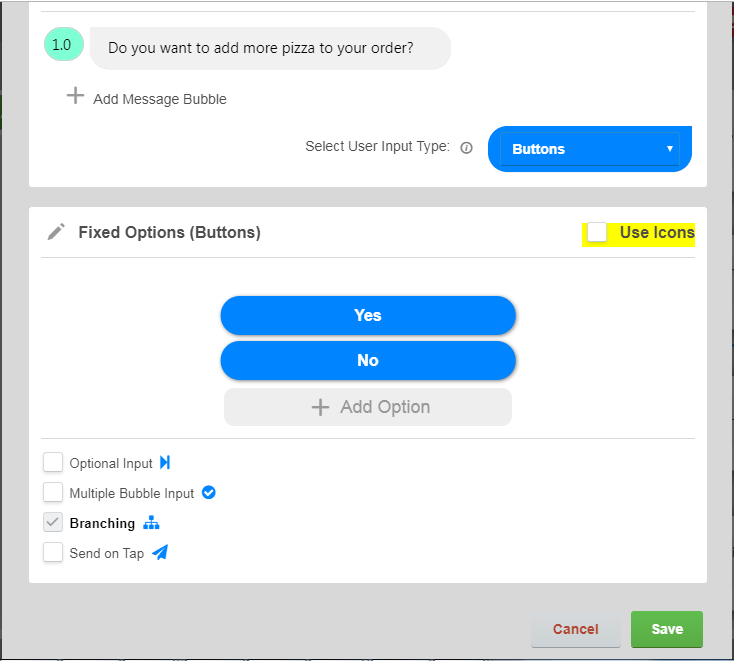 1.0
Do you want to add more pizza to your order?
Add Message Bubble
Select User Input Type:
Buttons
Fixed Options (Buttons)
Use Icons
Yes
No
Add Option
Optional Input
Multiple Bubble Input
Branching
Send on Tap
Cancel
Save